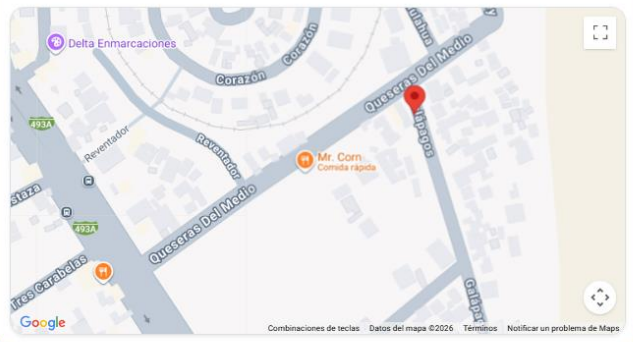 Delta Enmarcaciones
Corazón
Corazón
Queseras Del Medio
493A
Reventador
Reventador
Mr. Corn
Comida rápida
Queseras Del Medio
493A
Tres Carabelas
Google
Combinaciones de teclas
Datos del mapa ©2026
Términos
Notificar un problema de Maps